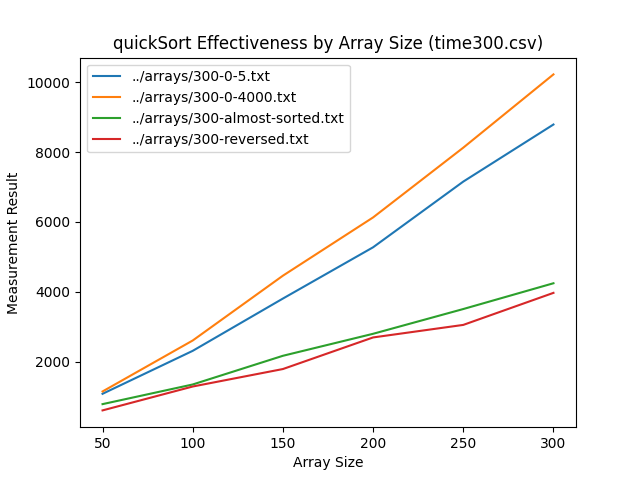 quickSort Effectiveness by Array Size (time300.csv)
../arrays/300-0-5.txt
../arrays/300-0-4000.txt
../arrays/300-almost-sorted.txt
../arrays/300-reversed.txt
Measurement Result
10000
8000
6000
4000
2000
50 100 150 200 250 300
Array Size